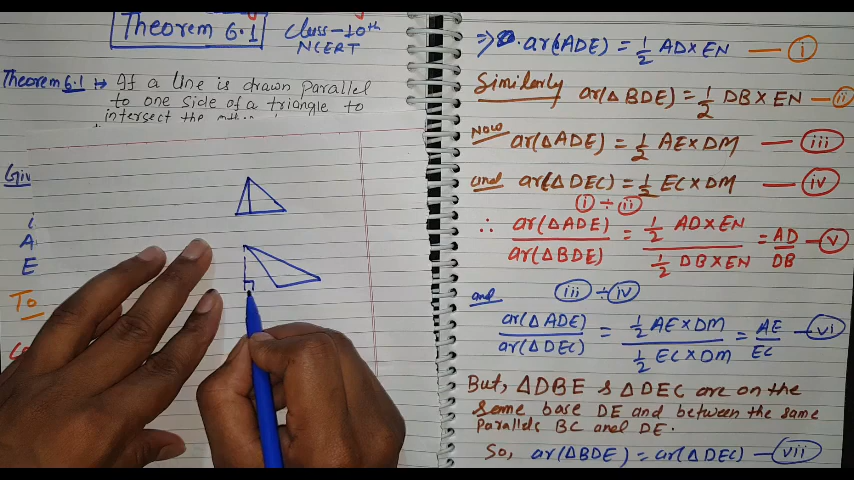 Theorem 6.1
Class-10th
NCERT
Theorem 6.1 :→ If a line is drawn parallel
to one side of a triangle to
intersect the
Giv
i
A
E
To
Co
⇒ ar(ADE) = 1/2 AD×EN — (i)
Similarly ar(ΔBDE) = 1/2 DB×EN — (ii)
Now ar(ΔADE) = 1/2 AE×DM — (iii)
and ar(ΔDEC) = 1/2 EC×DM — (iv)
(i) ÷ (ii)
∴ ar(ΔADE)/ar(ΔBDE) = 1/2 AD×EN / 1/2 DB×EN = AD/DB — (v)
and (iii) ÷ (iv)
ar(ΔADE)/ar(ΔDEC) = 1/2 AE×DM / 1/2 EC×DM = AE/EC — (vi)
But, ΔDBE & ΔDEC are on the
same base DE and between the same
Parallels BC and DE.
So, ar(ΔBDE) = ar(ΔDEC) — (vii)